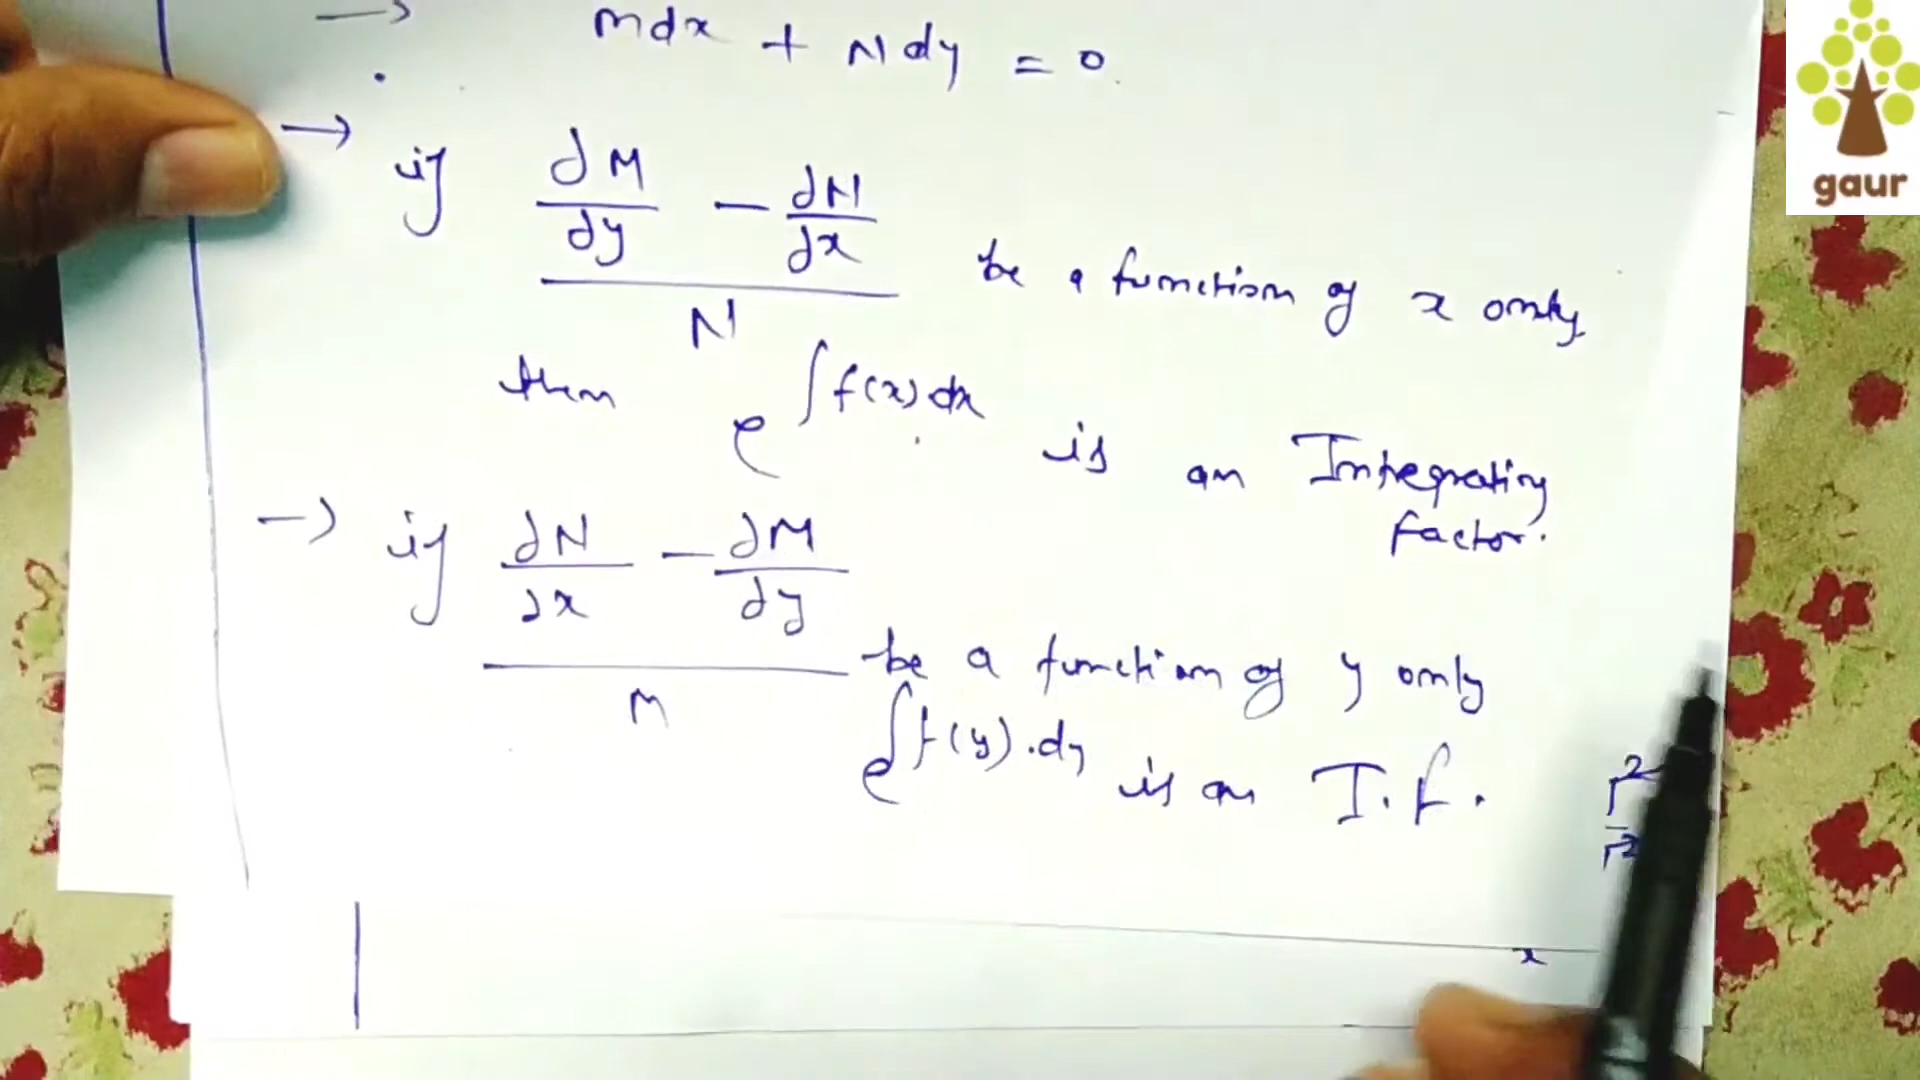 → Mdx + Ndy = 0
→ if (∂M/∂y - ∂N/∂x) / N be a function of x only
then e^∫f(x)dx is an Integrating
factor.
→ if (∂N/∂x - ∂M/∂y) / M be a function of y only
e^∫f(y).dy is an I.f.
x
gaur